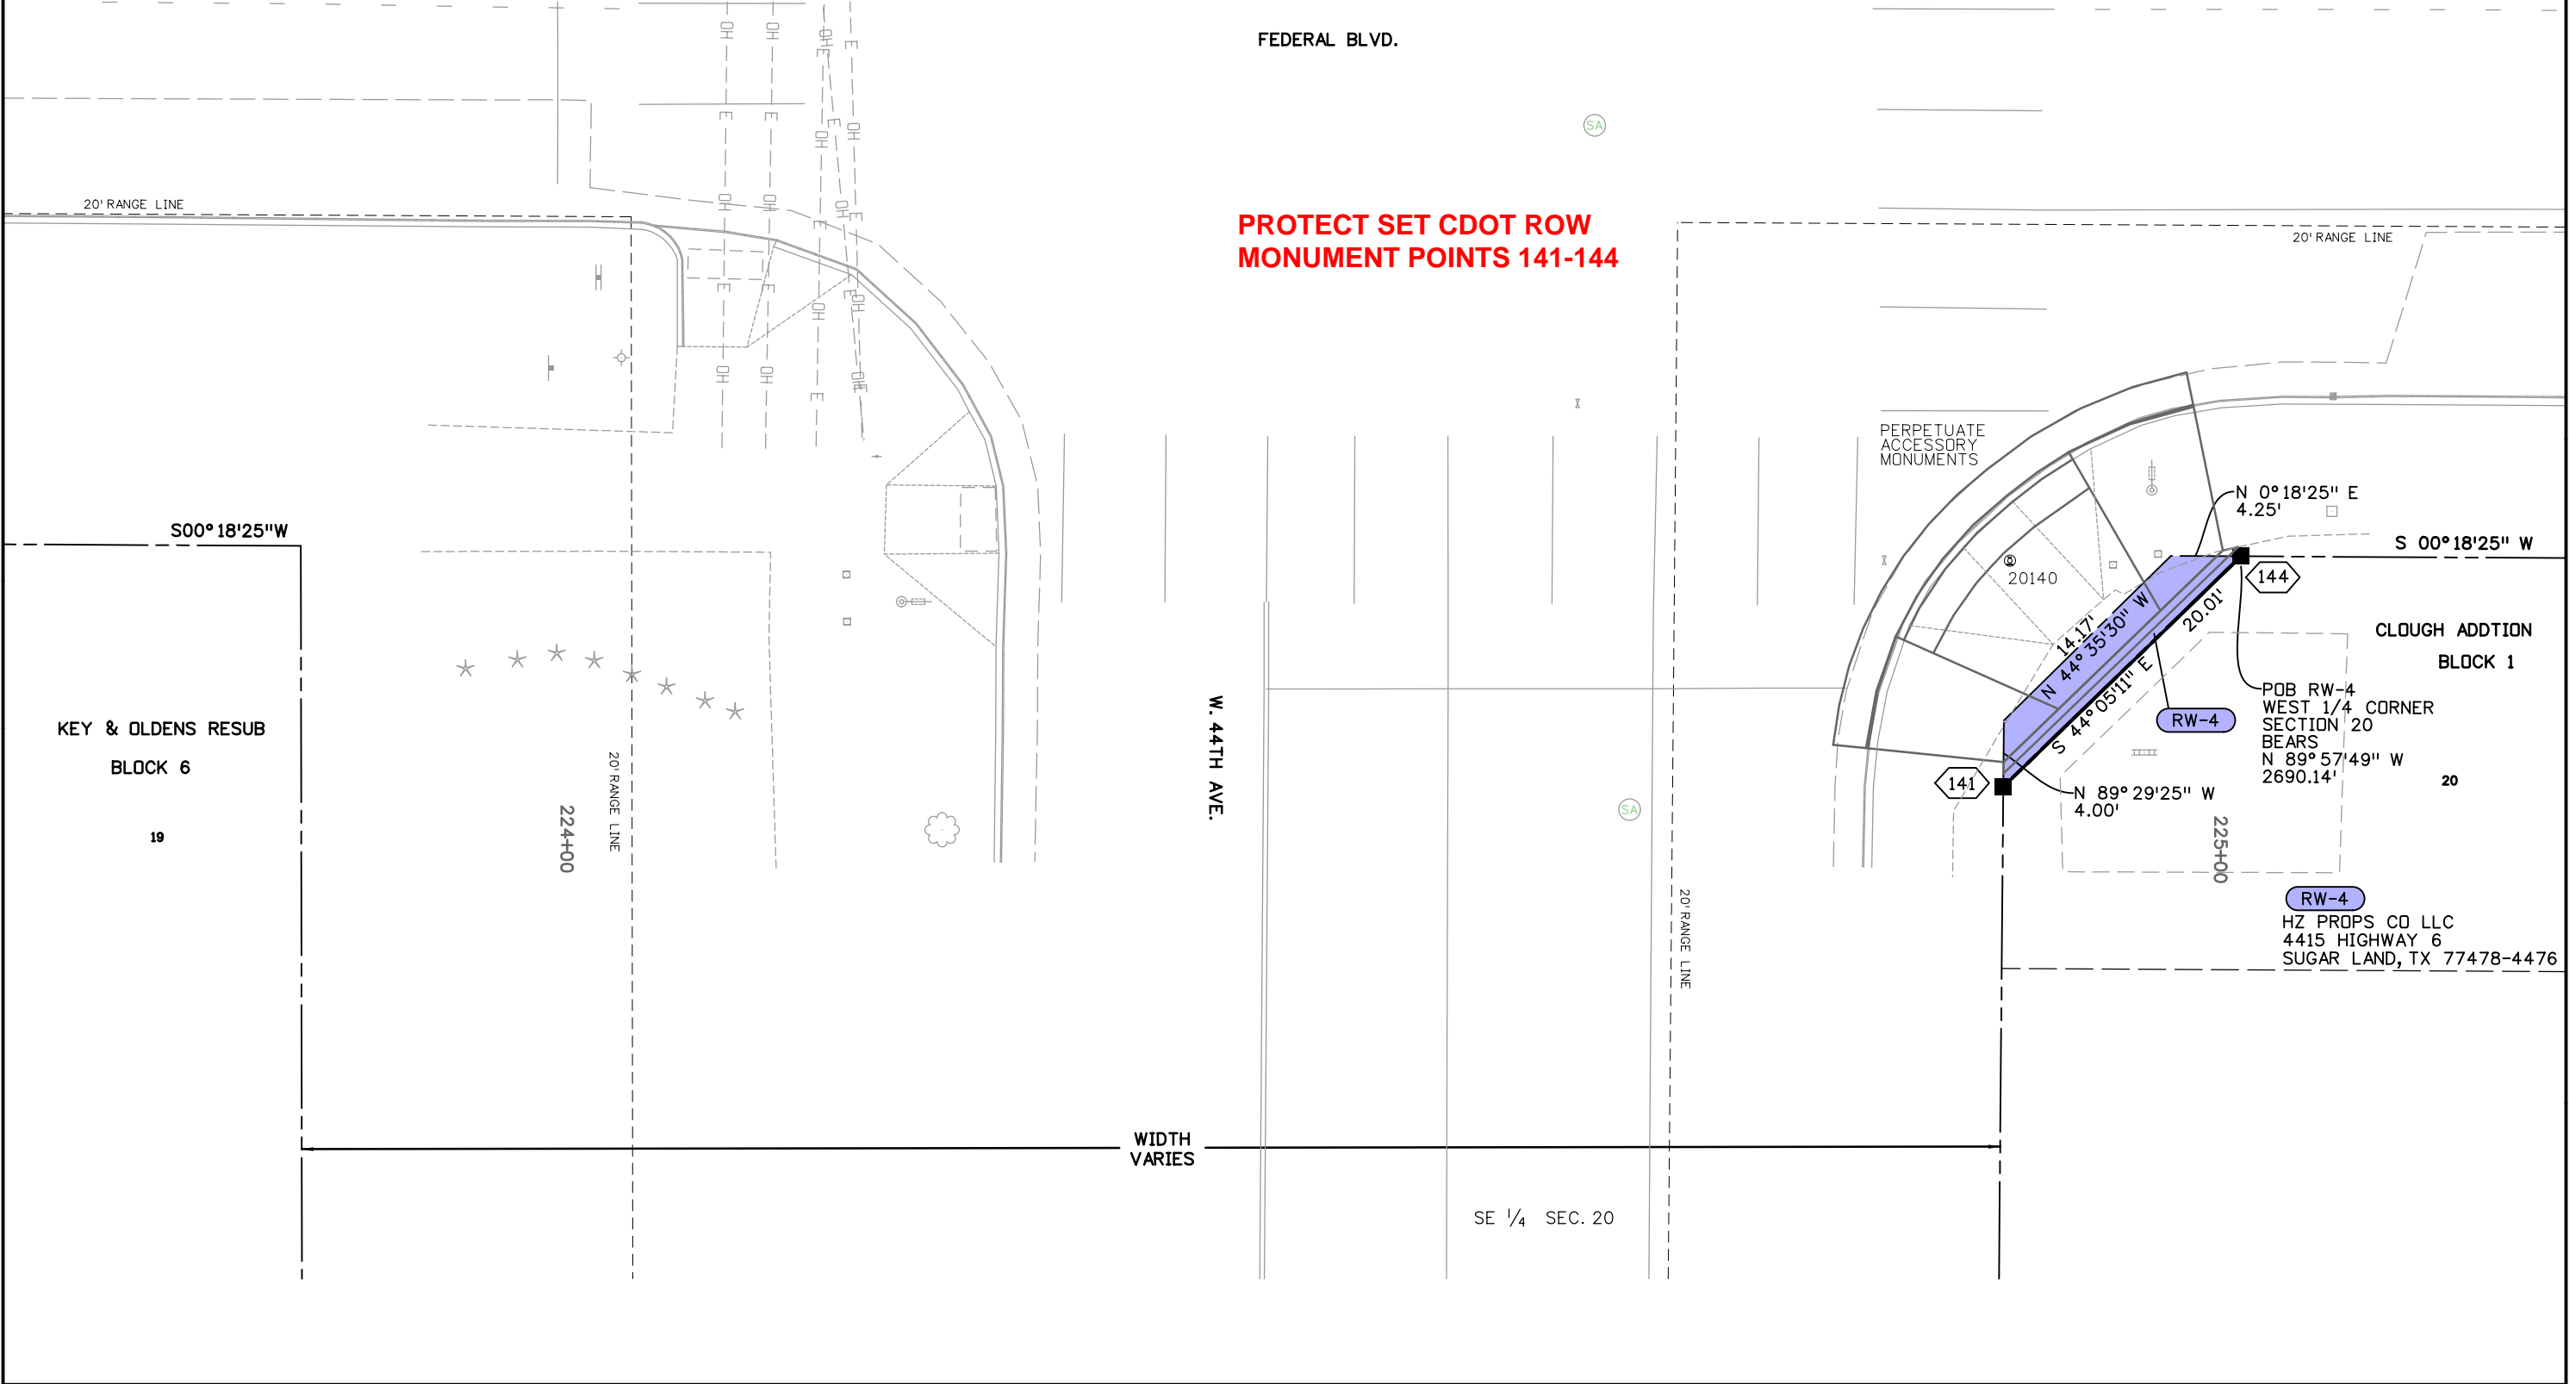 FEDERAL BLVD.
SA
20' RANGE LINE
PROTECT SET CDOT ROW
MONUMENT POINTS 141-144
20' RANGE LINE
OH
OH
OH
E
E
E
PERPETUATE
ACCESSORY
MONUMENTS
N 0°18'25" E
4.25'
S00°18'25"W
S 00°18'25" W
20140
144
14.17'
N 44°35'30" W
20.01'
S 44°05'11" E
CLOUGH ADDTION
BLOCK 1
POB RW-4
WEST 1/4 CORNER
SECTION 20
BEARS
N 89°57'49" W
2690.14'
RW-4
KEY & OLDENS RESUB
BLOCK 6
19
20' RANGE LINE
224+00
W. 44TH AVE.
SA
141
N 89°29'25" W
4.00'
20
225+00
20' RANGE LINE
RW-4
HZ PROPS CO LLC
4415 HIGHWAY 6
SUGAR LAND, TX 77478-4476
WIDTH
VARIES
SE 1/4 SEC. 20